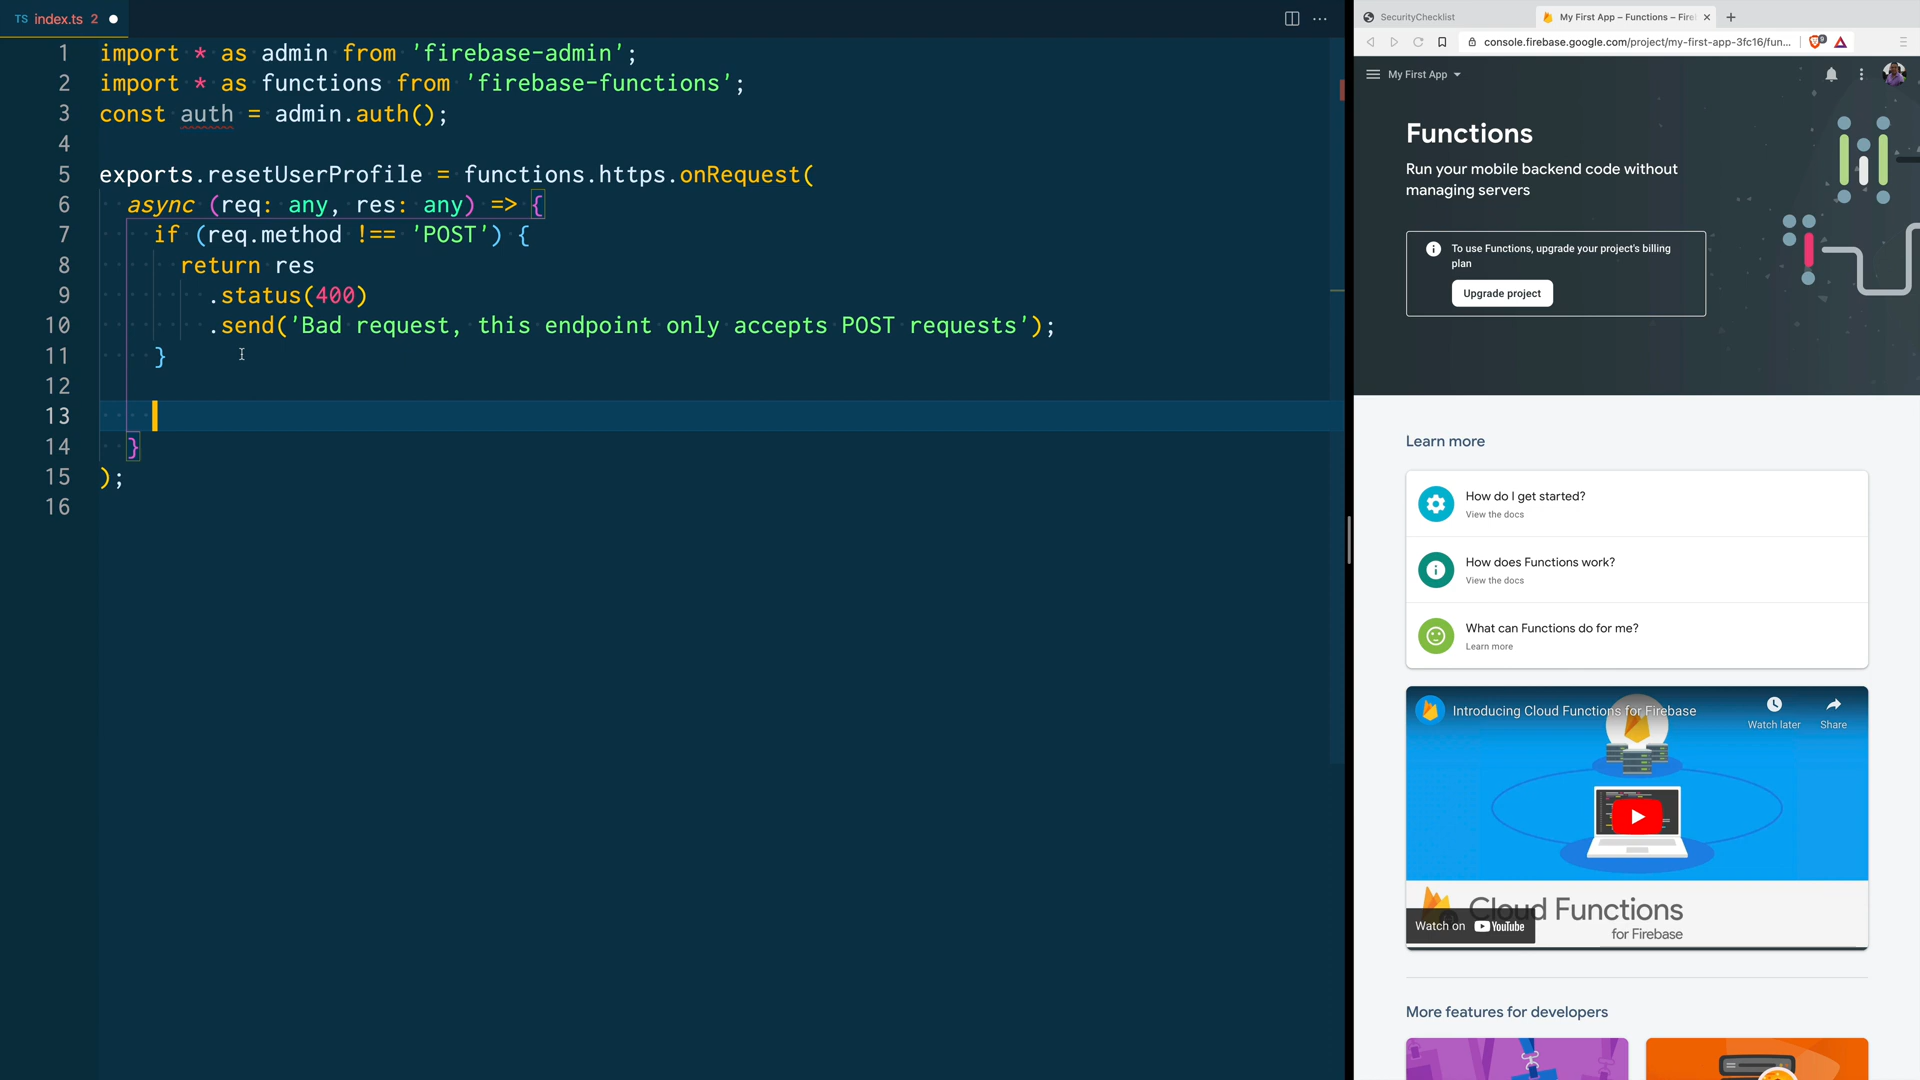 TS index.ts 2
1 import * as admin from 'firebase-admin';
2 import * as functions from 'firebase-functions';
3 const auth = admin.auth();
4
5 exports.resetUserProfile = functions.https.onRequest(
6 async (req: any, res: any) => {
7 if (req.method !== 'POST') {
8 return res
9 .status(400)
10 .send('Bad request, this endpoint only accepts POST requests');
11 }
12
13
14 }
15 );
16
SecurityChecklist
My First App – Functions – Fire
console.firebase.google.com/project/my-first-app-3fc16/fun...
9
My First App
Functions
Run your mobile backend code without
managing servers
To use Functions, upgrade your project's billing
plan
Upgrade project
Learn more
How do I get started?
View the docs
How does Functions work?
View the docs
What can Functions do for me?
Learn more
Introducing Cloud Functions for Firebase
Watch later
Share
Cloud Functions
for Firebase
Watch on YouTube
More features for developers